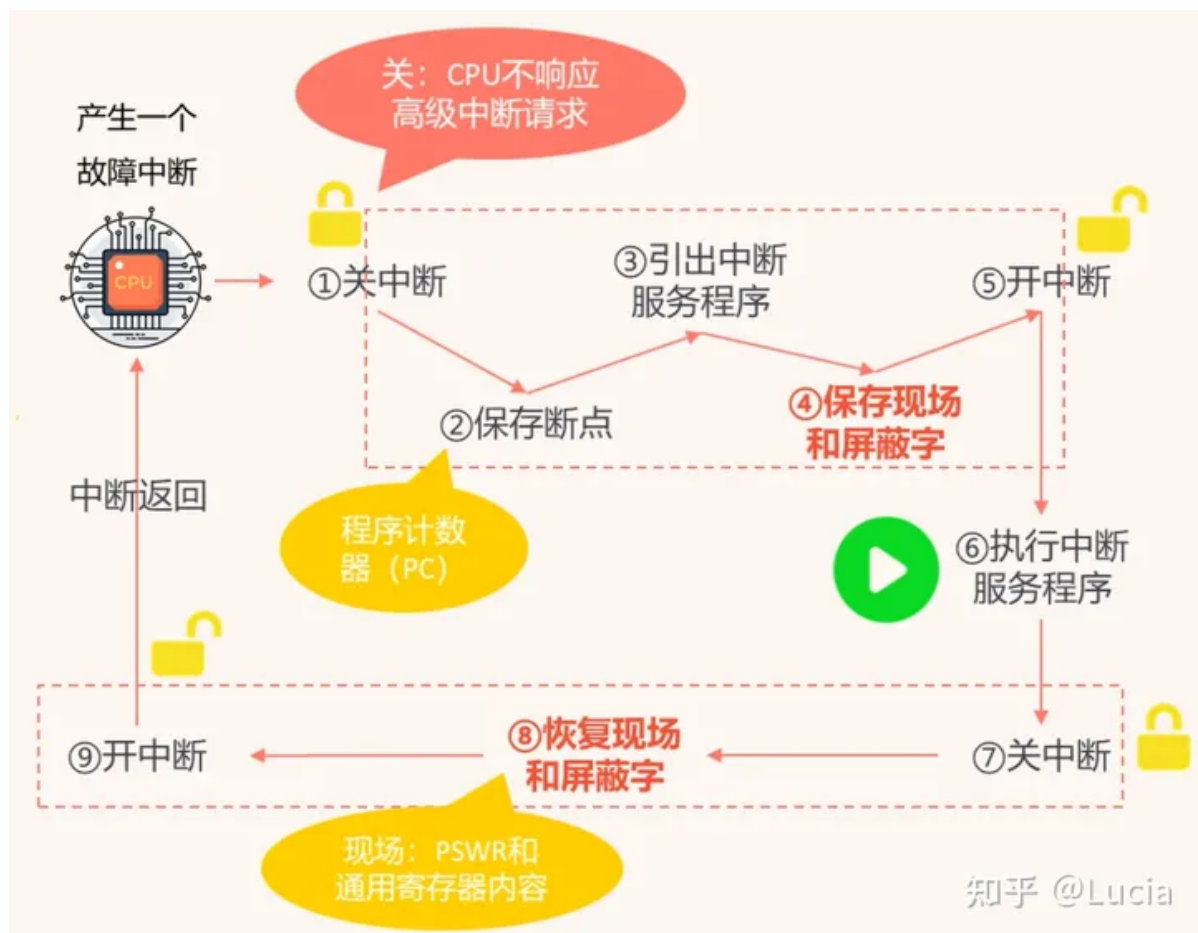 关：CPU不响应
高级中断请求
产生一个
故障中断
CPU
①关中断
③引出中断
服务程序
⑤开中断
②保存断点
④保存现场
和屏蔽字
中断返回
程序计数
器（PC）
⑥执行中断
服务程序
⑨开中断
⑧恢复现场
和屏蔽字
⑦关中断
现场：PSWR和
通用寄存器内容
知乎 @Lucia